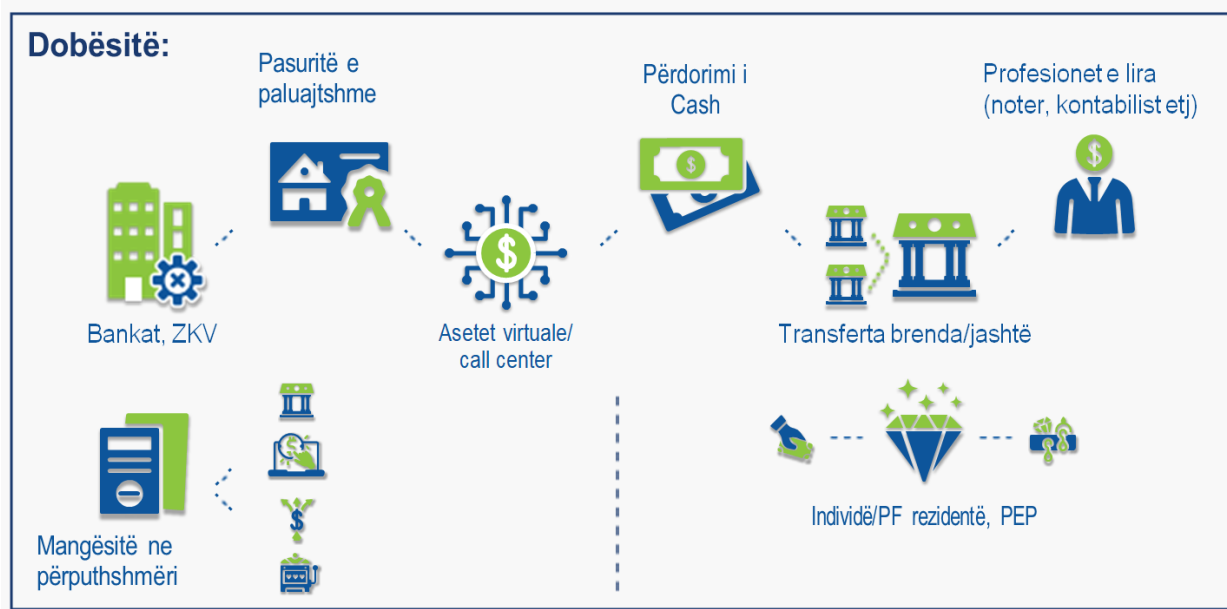 Dobësitë:
Pasuritë e
paluajtshme
Përdorimi i
Cash
Profesionet e lira
(noter, kontabilist etj)
Bankat, ZKV
Asetet virtuale/
call center
Transferta brenda/jashtë
Mangësitë ne
përputhshmëri
Individë/PF rezidentë, PEP